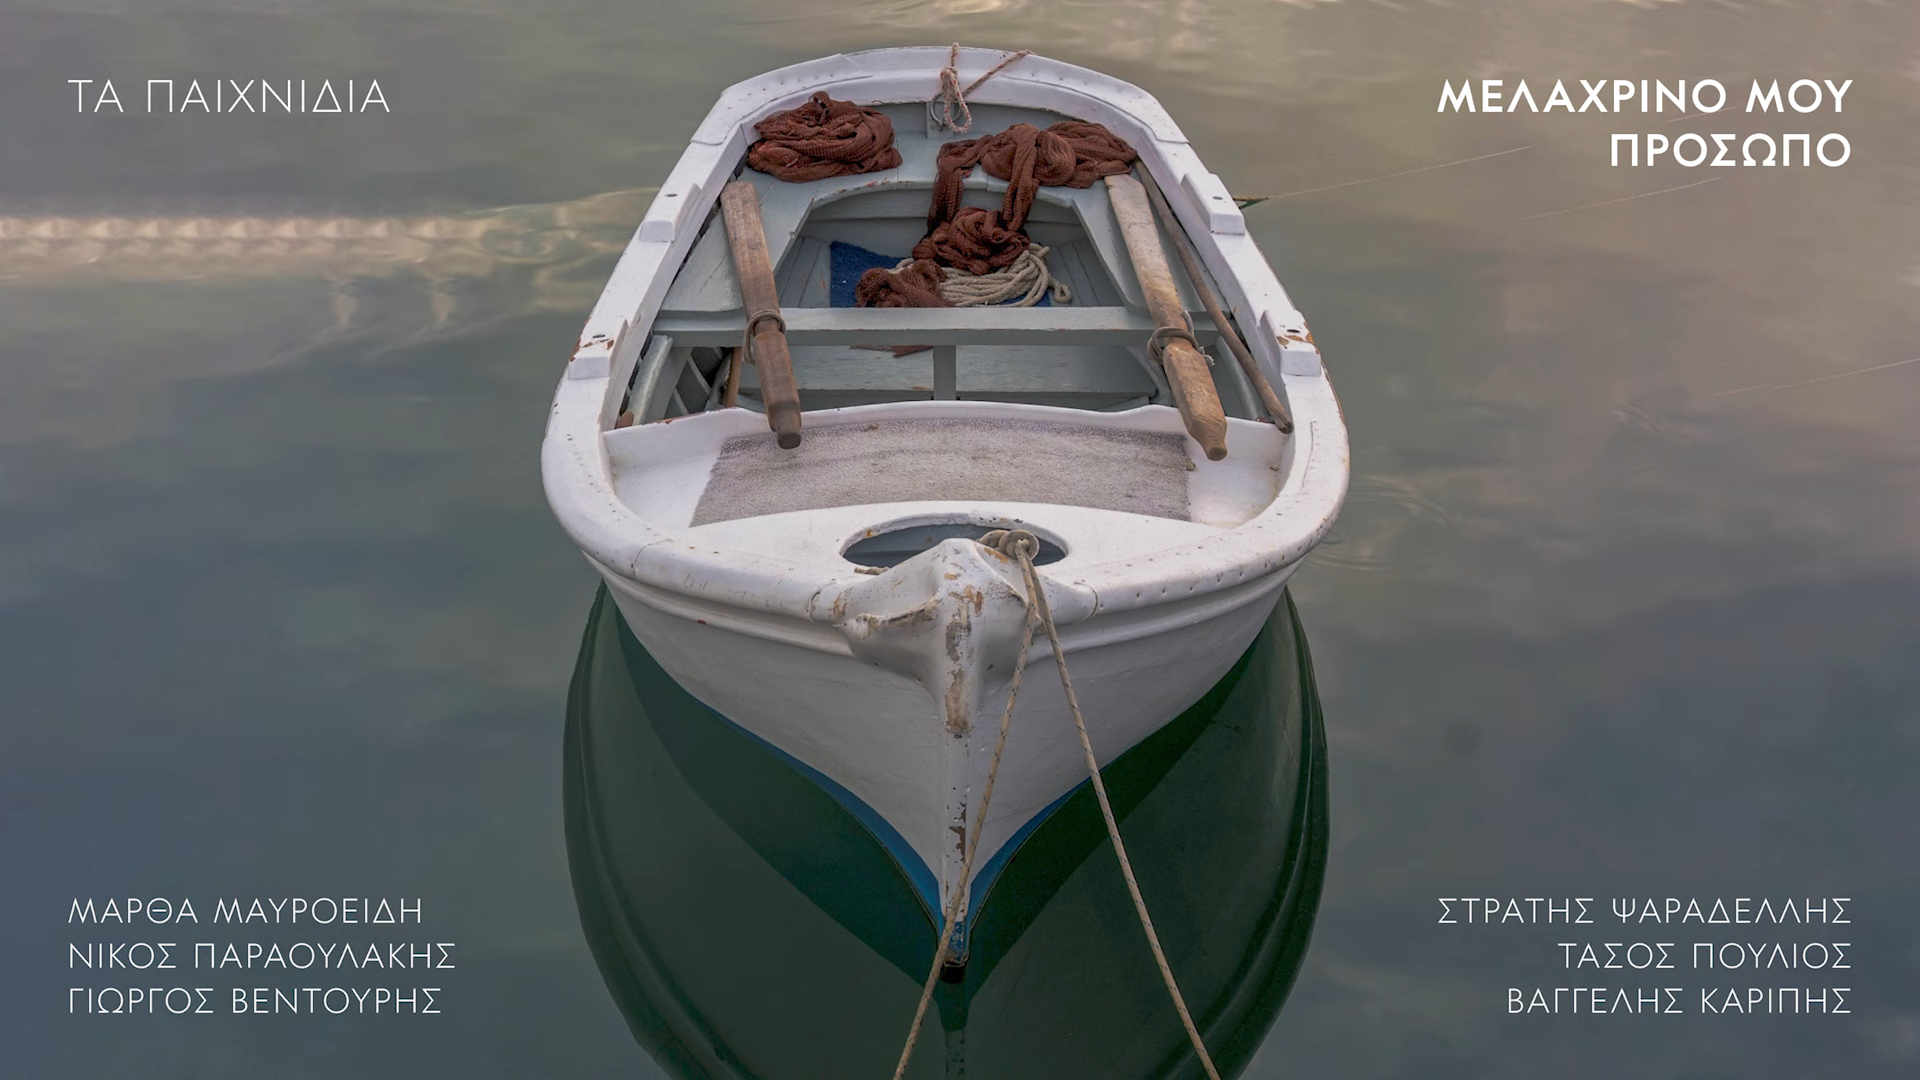 ΤΑ ΠΑΙΧΝΙΔΙΑ
ΜΕΛΑΧΡΙΝΟ ΜΟΥ
ΠΡΟΣΩΠΟ
ΜΑΡΘΑ ΜΑΥΡΟΕΙΔΗ
ΝΙΚΟΣ ΠΑΡΑΟΥΛΑΚΗΣ
ΓΙΩΡΓΟΣ ΒΕΝΤΟΥΡΗΣ
ΣΤΡΑΤΗΣ ΨΑΡΑΔΕΛΛΗΣ
ΤΑΣΟΣ ΠΟΥΛΙΟΣ
ΒΑΓΓΕΛΗΣ ΚΑΡΙΠΗΣ